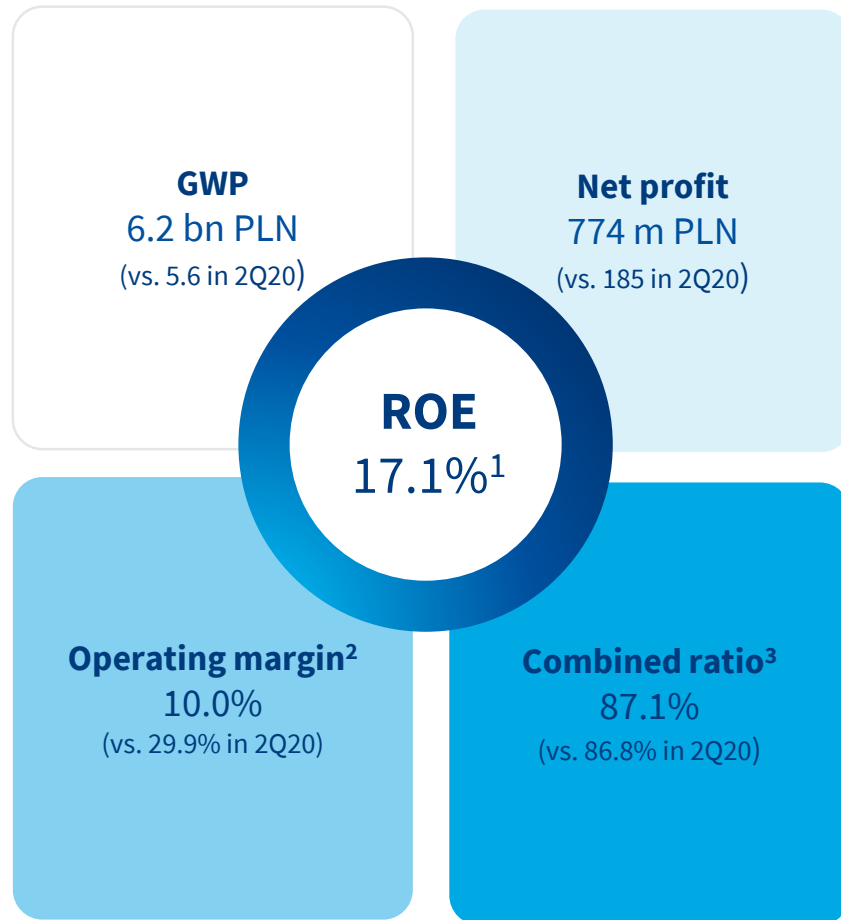 GWP
6.2 bn PLN
(vs. 5.6 in 2Q20)
Net profit
774 m PLN
(vs. 185 in 2Q20)
ROE
17.1%¹
Operating margin²
10.0%
(vs. 29.9% in 2Q20)
Combined ratio³
87.1%
(vs. 86.8% in 2Q20)